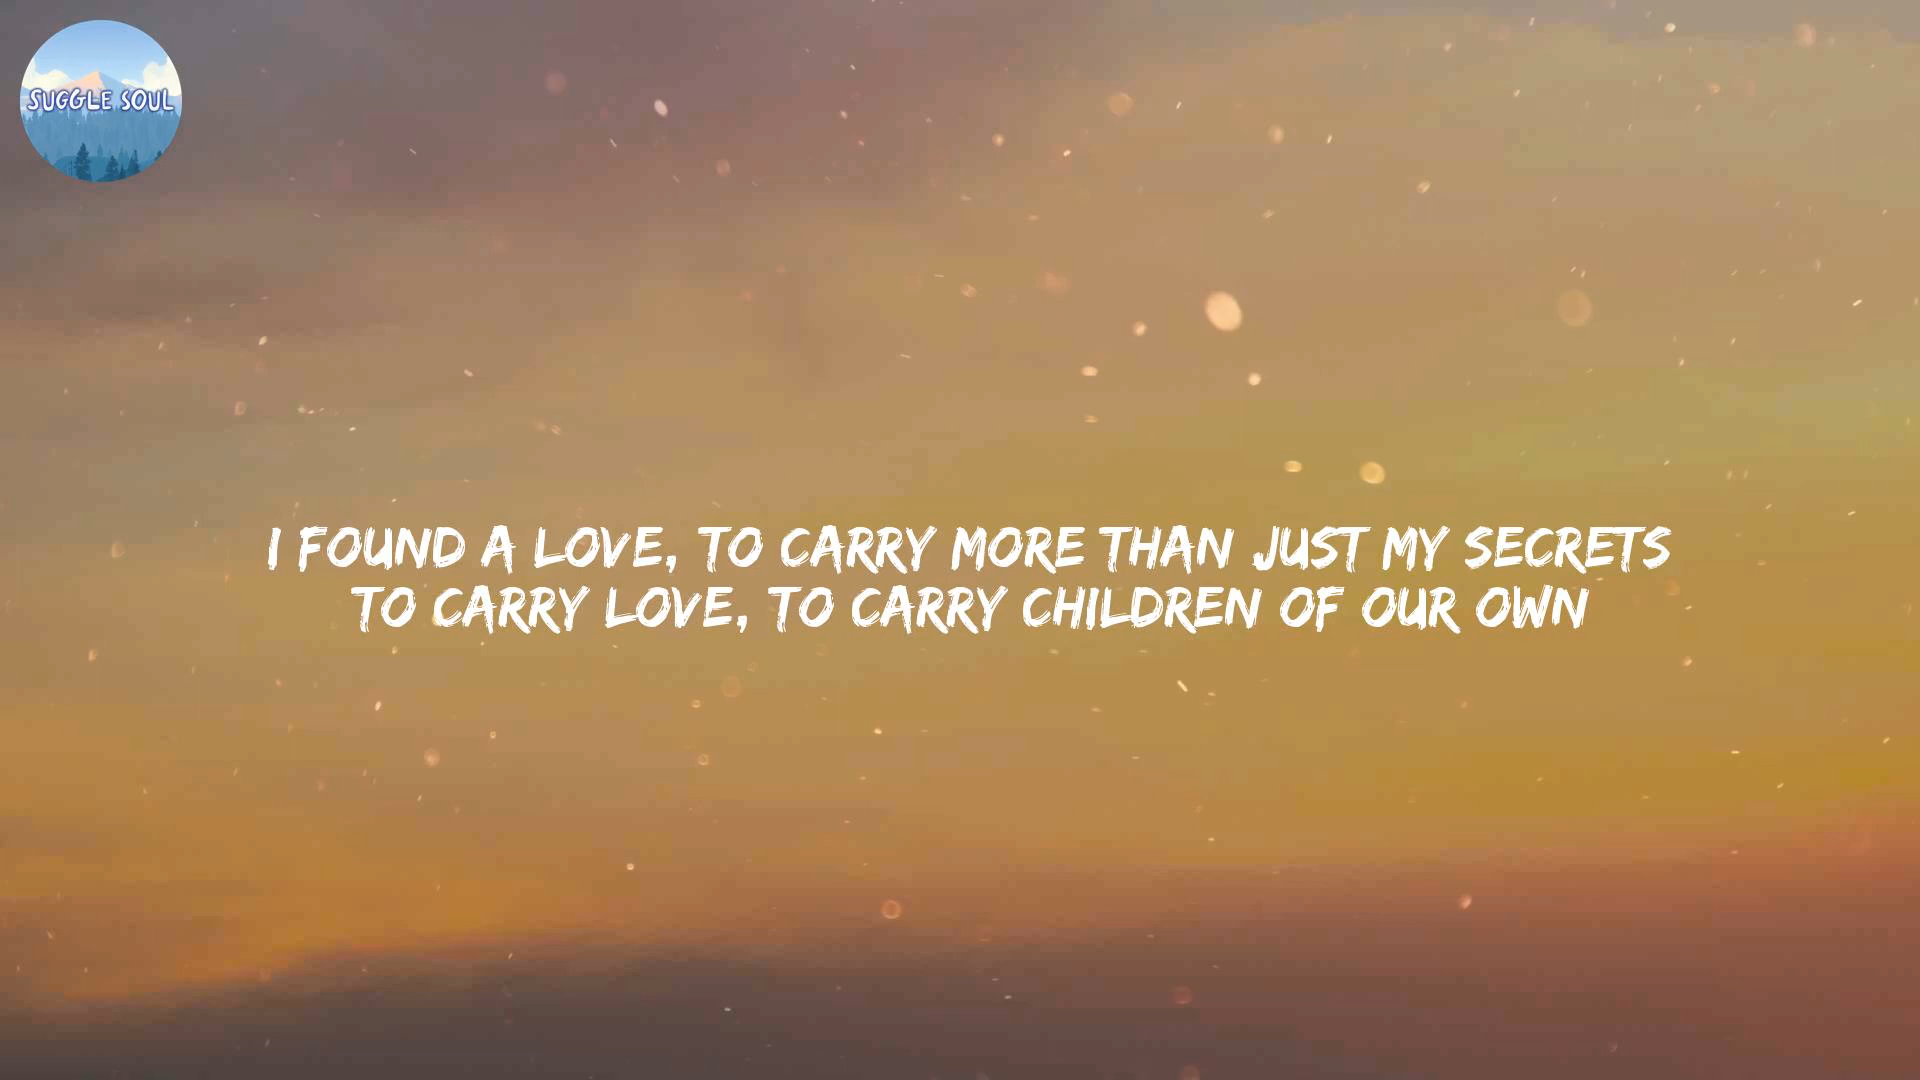 SUGGLE SOUL
I FOUND A LOVE, TO CARRY MORE THAN JUST MY SECRETS
TO CARRY LOVE, TO CARRY CHILDREN OF OUR OWN